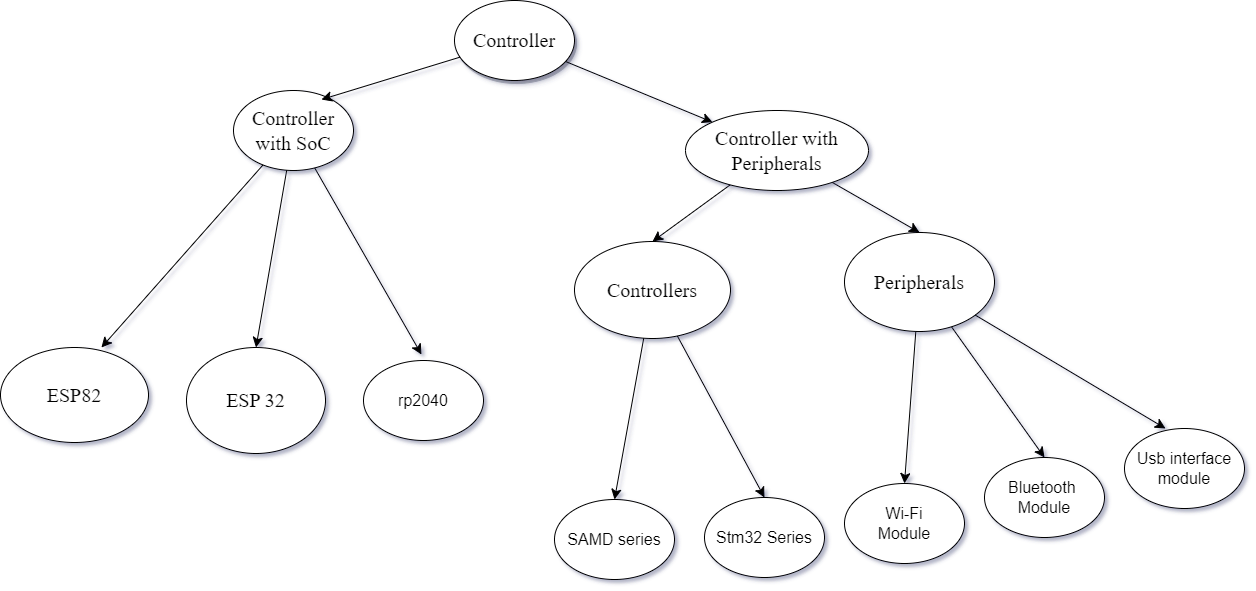 Controller
Controller
with SoC
Controller with
Peripherals
Controllers
Peripherals
ESP82
ESP 32
rp2040
SAMD series
Stm32 Series
Wi-Fi
Module
Bluetooth
Module
Usb interface
module